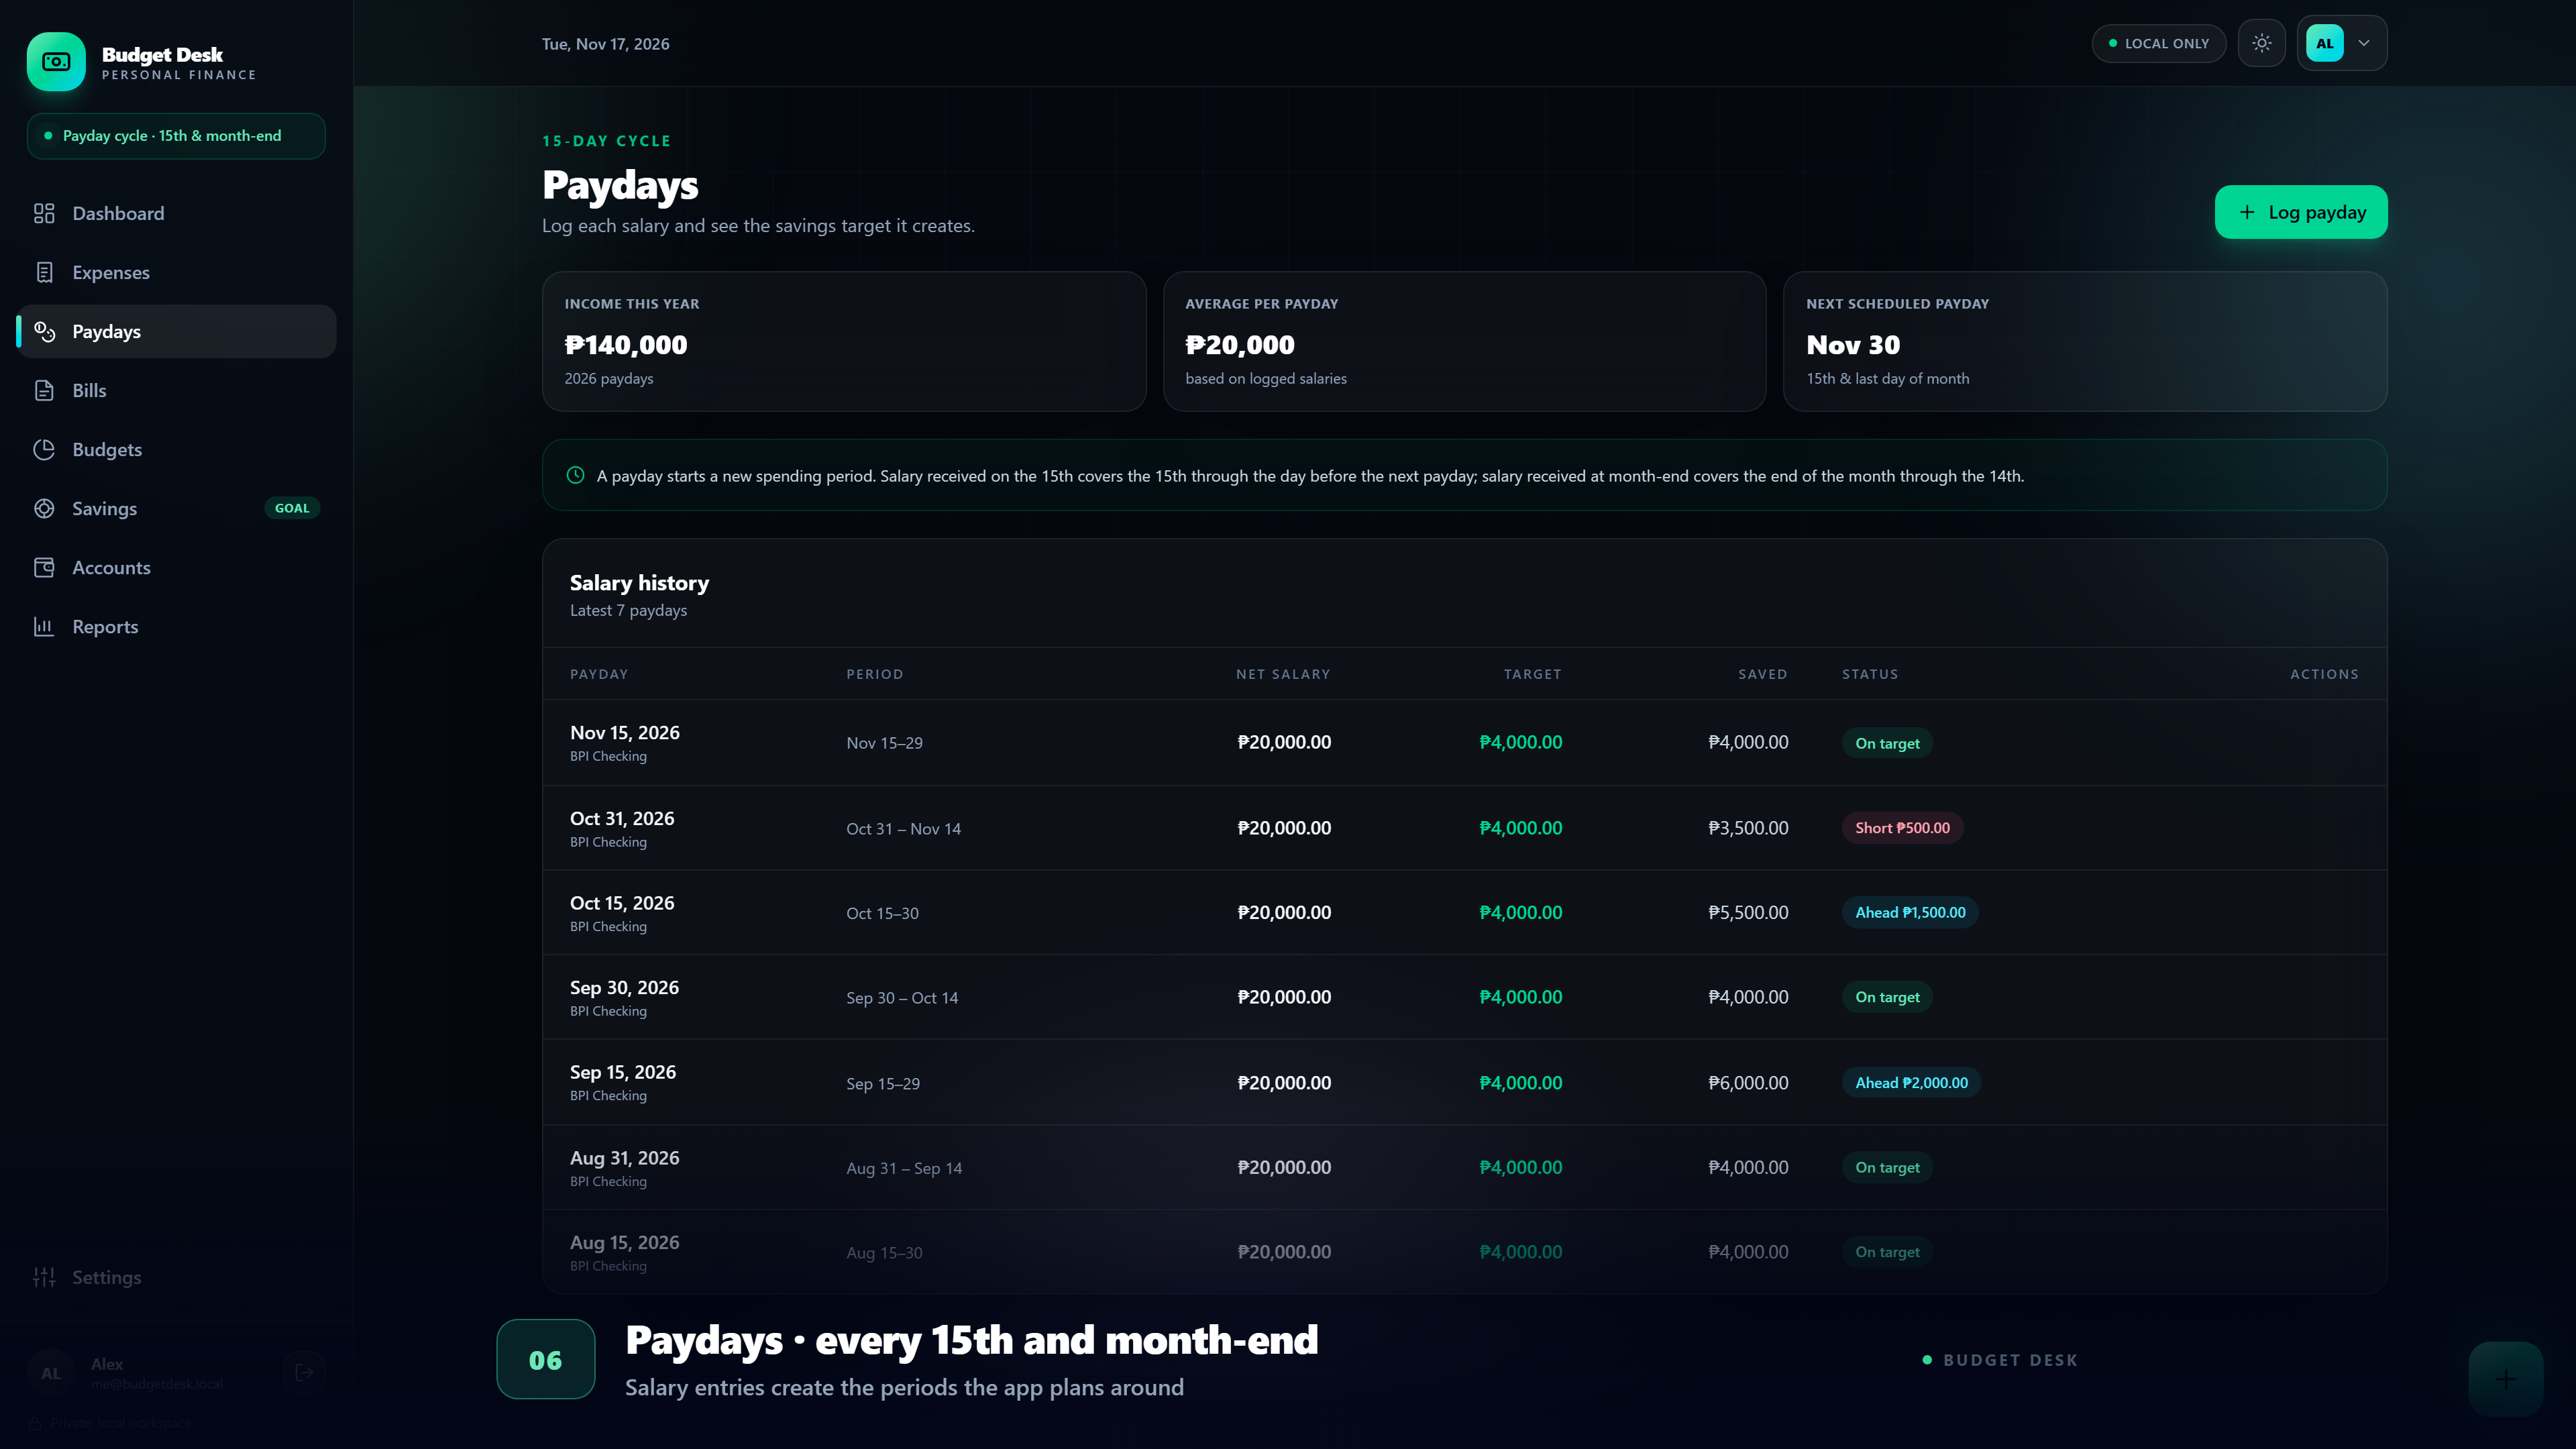 Budget Desk
PERSONAL FINANCE
Payday cycle · 15th & month-end
Dashboard
Expenses
Paydays
Bills
Budgets
Savings
GOAL
Accounts
Reports
Settings
AL
Alex
me@budgetdesk.local
Private, local workspace
Tue, Nov 17, 2026
LOCAL ONLY
AL
15-DAY CYCLE
Paydays
Log each salary and see the savings target it creates.
Log payday
INCOME THIS YEAR
₱140,000
2026 paydays
AVERAGE PER PAYDAY
₱20,000
based on logged salaries
NEXT SCHEDULED PAYDAY
Nov 30
15th & last day of month
A payday starts a new spending period. Salary received on the 15th covers the 15th through the day before the next payday; salary received at month-end covers the end of the month through the 14th.
Salary history
Latest 7 paydays
PAYDAY PERIOD NET SALARY TARGET SAVED STATUS ACTIONS
Nov 15, 2026 Nov 15–29 ₱20,000.00 ₱4,000.00 ₱4,000.00 On target
BPI Checking
Oct 31, 2026 Oct 31 – Nov 14 ₱20,000.00 ₱4,000.00 ₱3,500.00 Short ₱500.00
BPI Checking
Oct 15, 2026 Oct 15–30 ₱20,000.00 ₱4,000.00 ₱5,500.00 Ahead ₱1,500.00
BPI Checking
Sep 30, 2026 Sep 30 – Oct 14 ₱20,000.00 ₱4,000.00 ₱4,000.00 On target
BPI Checking
Sep 15, 2026 Sep 15–29 ₱20,000.00 ₱4,000.00 ₱6,000.00 Ahead ₱2,000.00
BPI Checking
Aug 31, 2026 Aug 31 – Sep 14 ₱20,000.00 ₱4,000.00 ₱4,000.00 On target
BPI Checking
Aug 15, 2026 Aug 15–30 ₱20,000.00 ₱4,000.00 ₱4,000.00 On target
BPI Checking
06
Paydays · every 15th and month-end
Salary entries create the periods the app plans around
BUDGET DESK